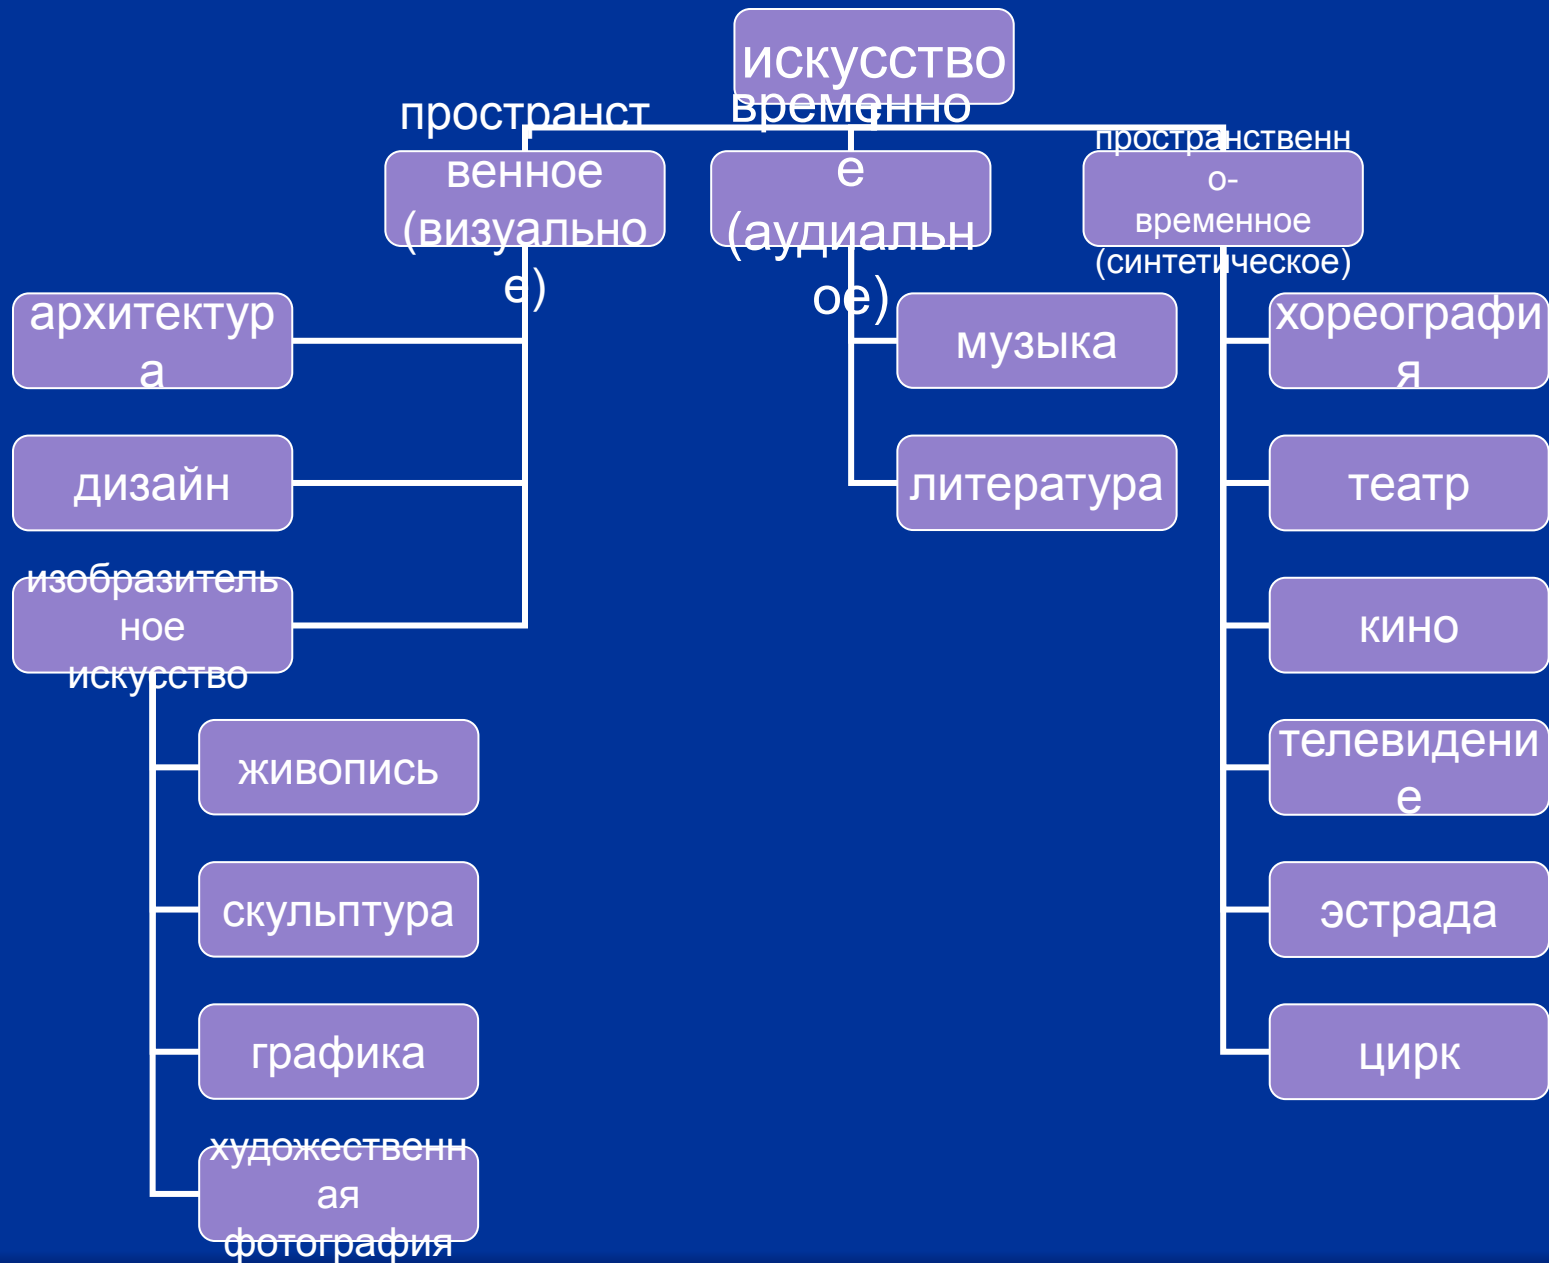 искусство
пространст
венное
(визуально
е)
временно
е
(аудиальн
ое)
пространственн
о-
временное
(синтетическое)
архитектур
а
дизайн
изобразитель
ное
искусство
живопись
скульптура
графика
художественн
ая
фотография
музыка
литература
хореографи
я
театр
кино
телевидени
е
эстрада
цирк